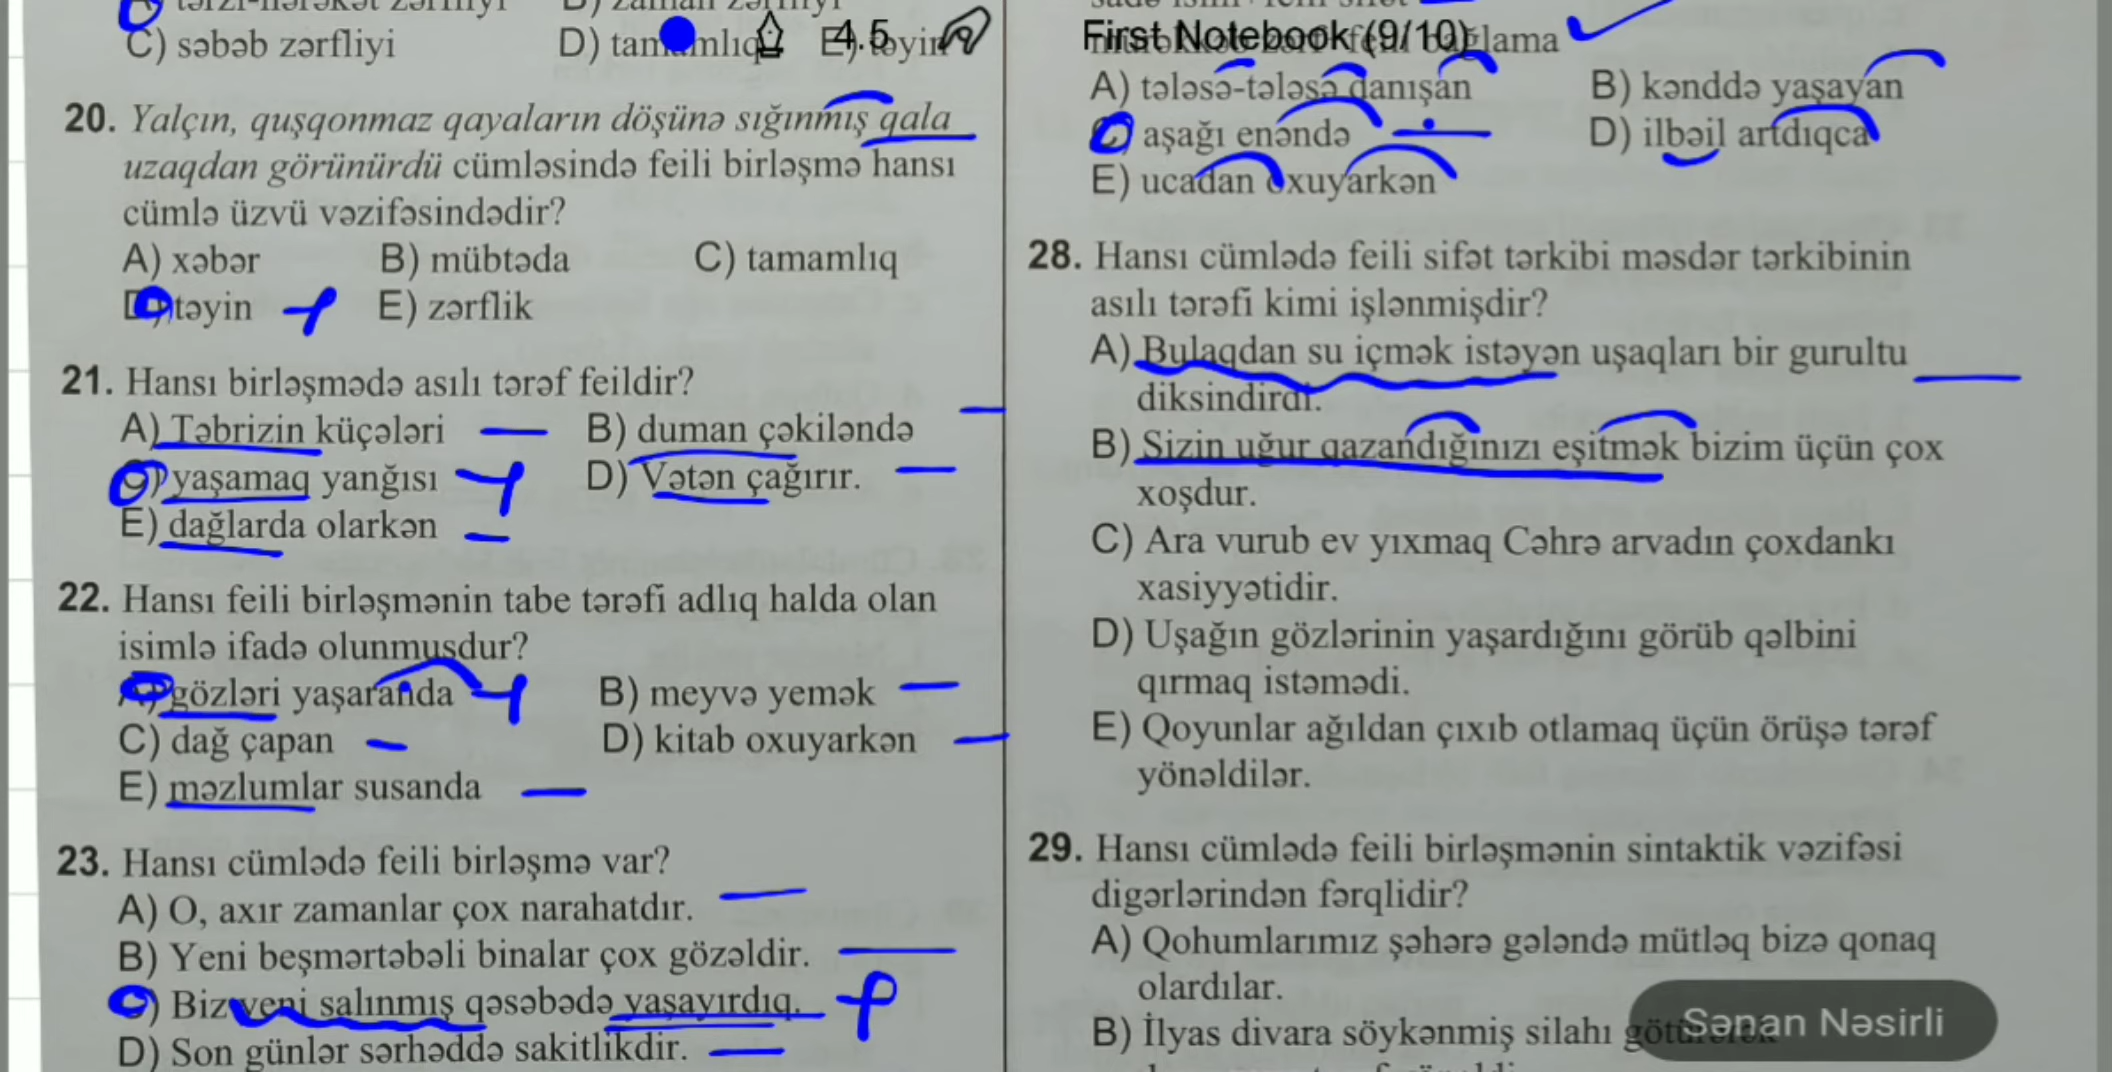 C) səbəb zərfliyi
D) tamamlıq E) təyin
20. Yalçın, quşqonmaz qayaların döşünə sığınmış qala
uzaqdan görünürdü cümləsində feili birləşmə hansı
cümlə üzvü vəzifəsindədir?
A) xəbər B) mübtəda C) tamamlıq
D) təyin E) zərflik
21. Hansı birləşmədə asılı tərəf feildir?
A) Təbrizin küçələri B) duman çəkiləndə
C) yaşamaq yanğısı D) Vətən çağırır.
E) dağlarda olarkən
22. Hansı feili birləşmənin tabe tərəfi adlıq halda olan
isimlə ifadə olunmuşdur?
A) gözləri yaşaranda B) meyvə yemək
C) dağ çapan D) kitab oxuyarkən
E) məzlumlar susanda
23. Hansı cümlədə feili birləşmə var?
A) O, axır zamanlar çox narahatdır.
B) Yeni beşmərtəbəli binalar çox gözəldir.
C) Biz yeni salınmış qəsəbədə yaşayırdıq.
D) Son günlər sərhəddə sakitlikdir.
4.5
First Notebook (9/10)
bağlama
A) tələsə-tələsə danışan B) kənddə yaşayan
C) aşağı enəndə D) ilbəil artdıqca
E) ucadan oxuyarkən
28. Hansı cümlədə feili sifət tərkibi məsdər tərkibinin
asılı tərəfi kimi işlənmişdir?
A) Bulaqdan su içmək istəyən uşaqları bir gurultu
diksindirdi.
B) Sizin uğur qazandığınızı eşitmək bizim üçün çox
xoşdur.
C) Ara vurub ev yıxmaq Cəhrə arvadın çoxdankı
xasiyyətidir.
D) Uşağın gözlərinin yaşardığını görüb qəlbini
qırmaq istəmədi.
E) Qoyunlar ağıldan çıxıb otlamaq üçün örüşə tərəf
yönəldilər.
29. Hansı cümlədə feili birləşmənin sintaktik vəzifəsi
digərlərindən fərqlidir?
A) Qohumlarımız şəhərə gələndə mütləq bizə qonaq
olardılar.
B) İlyas divara söykənmiş silahı götürərək
Sənan Nəsirli